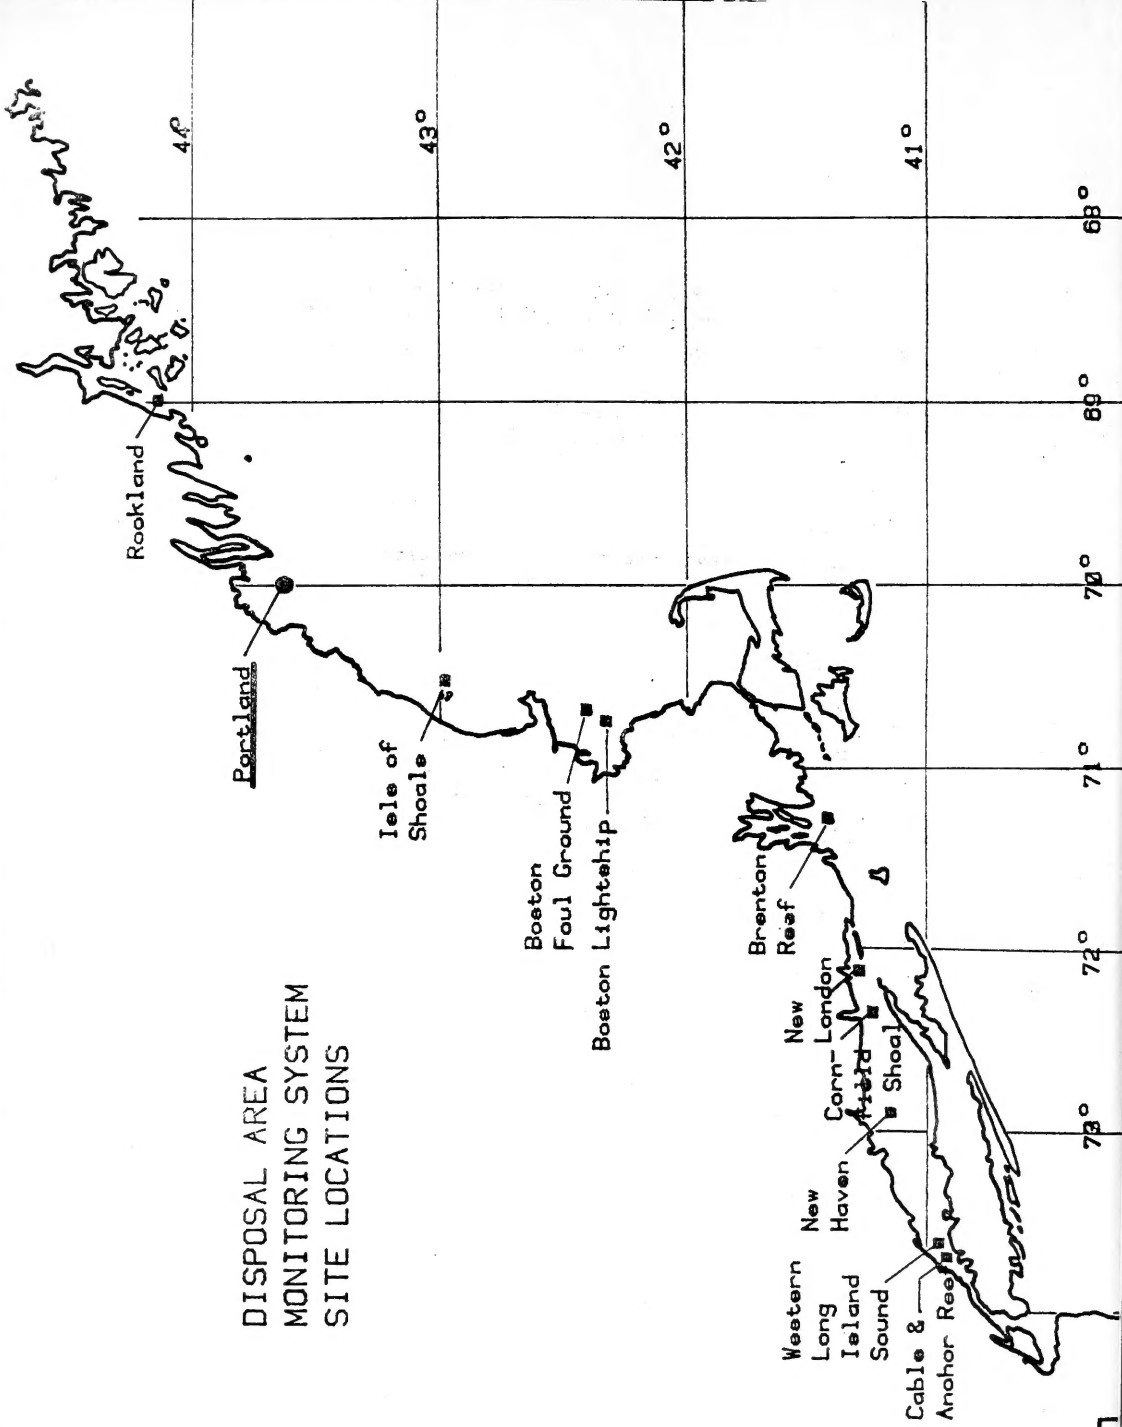 DISPOSAL AREA
MONITORING SYSTEM
SITE LOCATIONS
Rockland
Portland
Isle of
Shoals
Boston
Foul Ground
Boston Lightship
Brenton
Reef
New
London
Corn-
field
Shoal
New
Haven
Western
Long
Island
Sound
Cable &
Anchor Reef
44°
43°
42°
41°
68°
69°
70°
71°
72°
73°